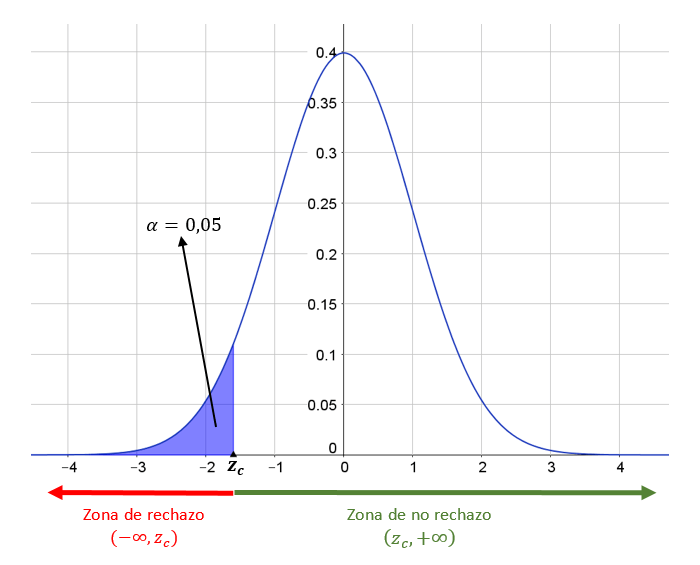 0.4
0.35
0.3
0.25
α = 0,05
0.2
0.15
0.1
0.05
0
−4 −3 −2 −1 0 1 2 3 4
z_c
Zona de rechazo Zona de no rechazo
(−∞, z_c) (z_c, +∞)